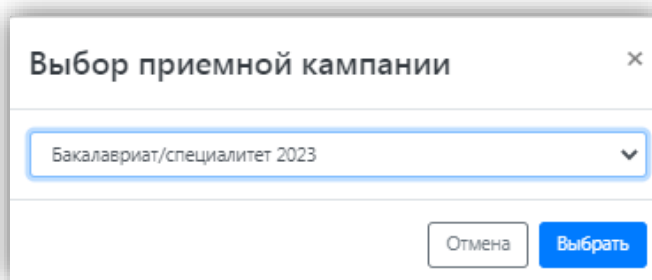 Выбор приемной кампании
Бакалавриат/специалитет 2023
Отмена Выбрать